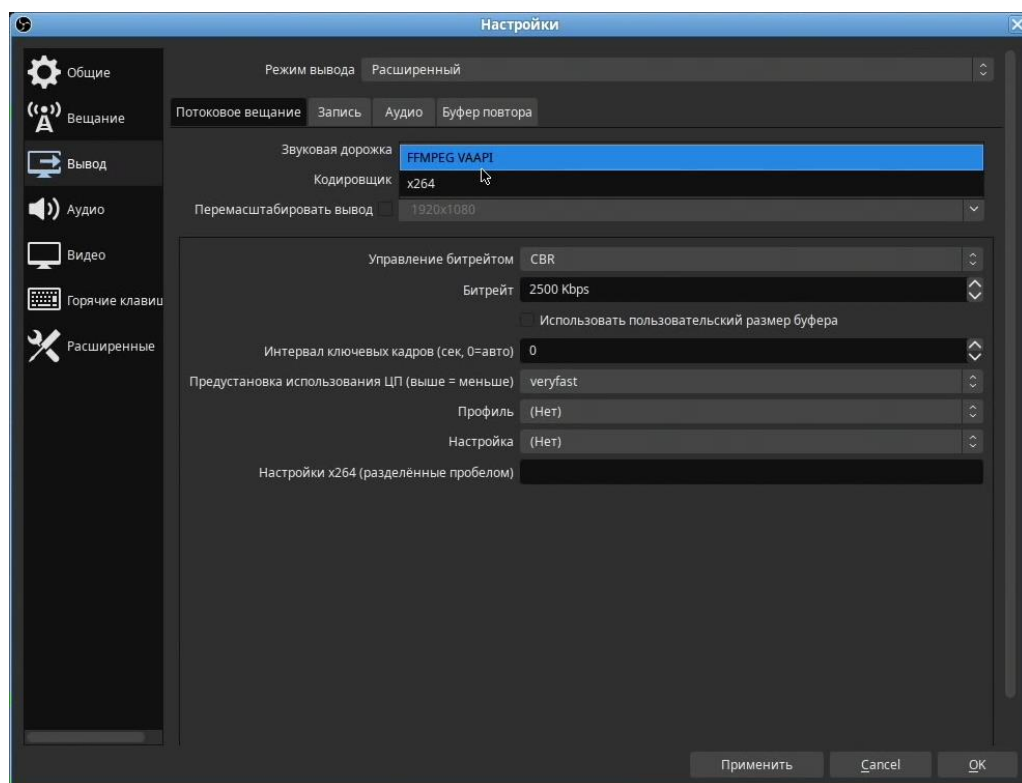 Настройки
Общие
Вещание
Вывод
Аудио
Видео
Горячие клавиш
Расширенные
Режим вывода Расширенный
Потоковое вещание Запись Аудио Буфер повтора
Звуковая дорожка
FFMPEG VAAPI
Кодировщик x264
Перемасштабировать вывод 1920x1080
Управление битрейтом CBR
Битрейт 2500 Kbps
Использовать пользовательский размер буфера
Интервал ключевых кадров (сек, 0=авто) 0
Предустановка использования ЦП (выше = меньше) veryfast
Профиль (Нет)
Настройка (Нет)
Настройки x264 (разделённые пробелом)
Применить Cancel OK